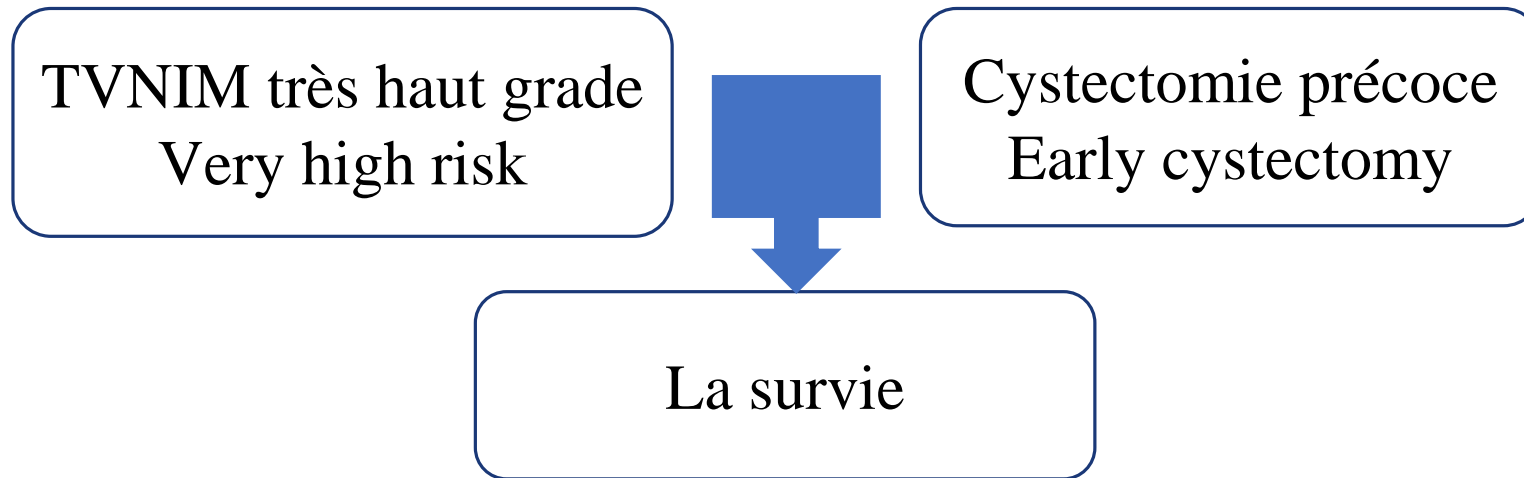 TVNIM très haut grade
Very high risk
Cystectomie précoce
Early cystectomy
La survie